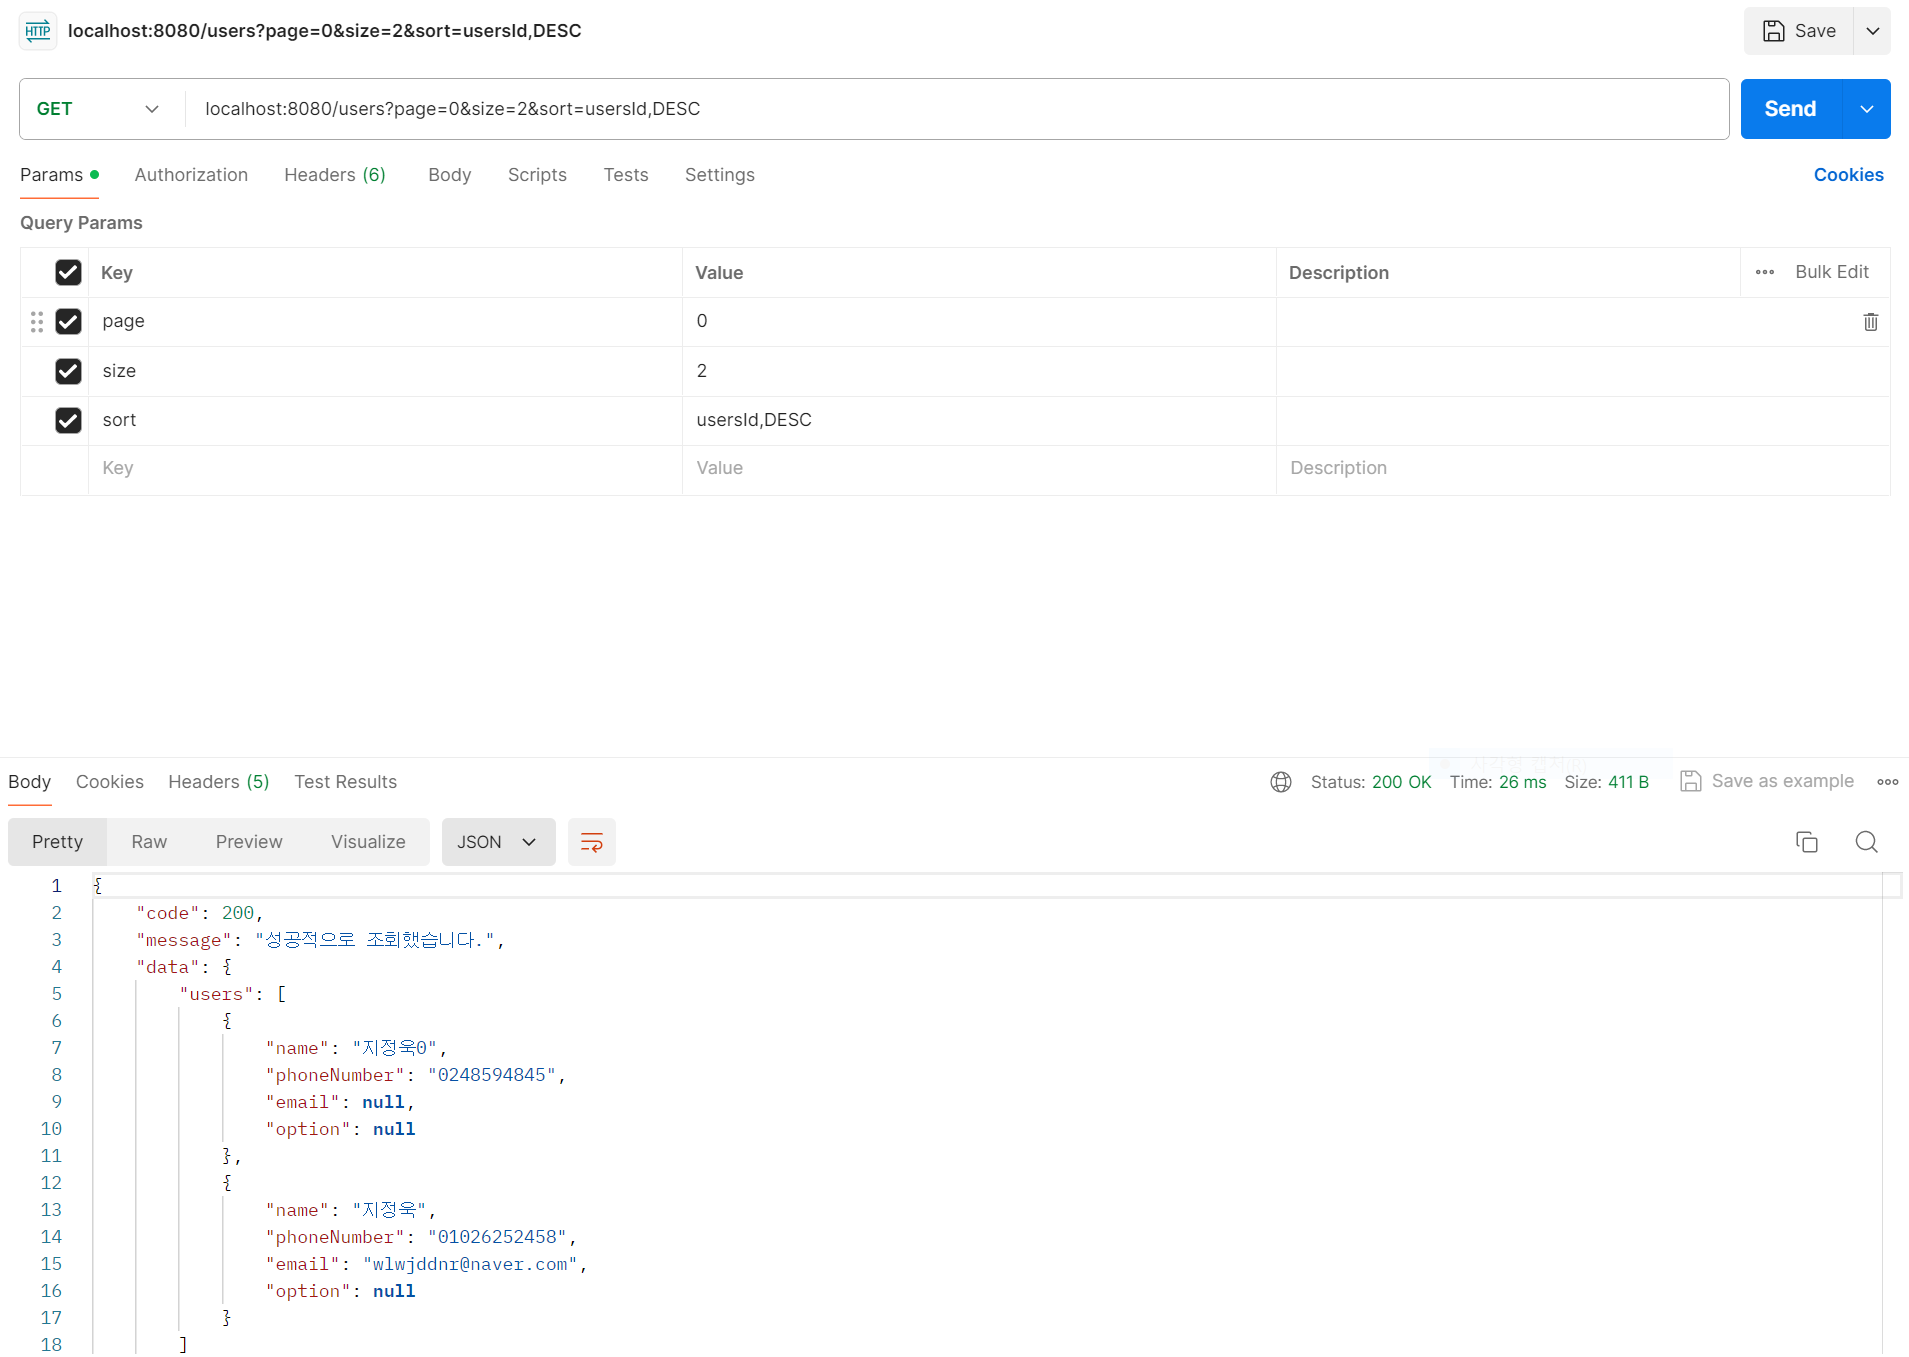 HTTP localhost:8080/users?page=0&size=2&sort=usersId,DESC Save
GET localhost:8080/users?page=0&size=2&sort=usersId,DESC Send
Params Authorization Headers (6) Body Scripts Tests Settings Cookies
Query Params
Key Value Description Bulk Edit
page 0
size 2
sort usersId,DESC
Key Value Description
Body Cookies Headers (5) Test Results Status: 200 OK Time: 26 ms Size: 411 B Save as example
Pretty Raw Preview Visualize JSON
1 {
2 "code": 200,
3 "message": "성공적으로 조회했습니다.",
4 "data": {
5 "users": [
6 {
7 "name": "지정욱0",
8 "phoneNumber": "0248594845",
9 "email": null,
10 "option": null
11 },
12 {
13 "name": "지정욱",
14 "phoneNumber": "01026252458",
15 "email": "wlwjddnr@naver.com",
16 "option": null
17 }
18 ]